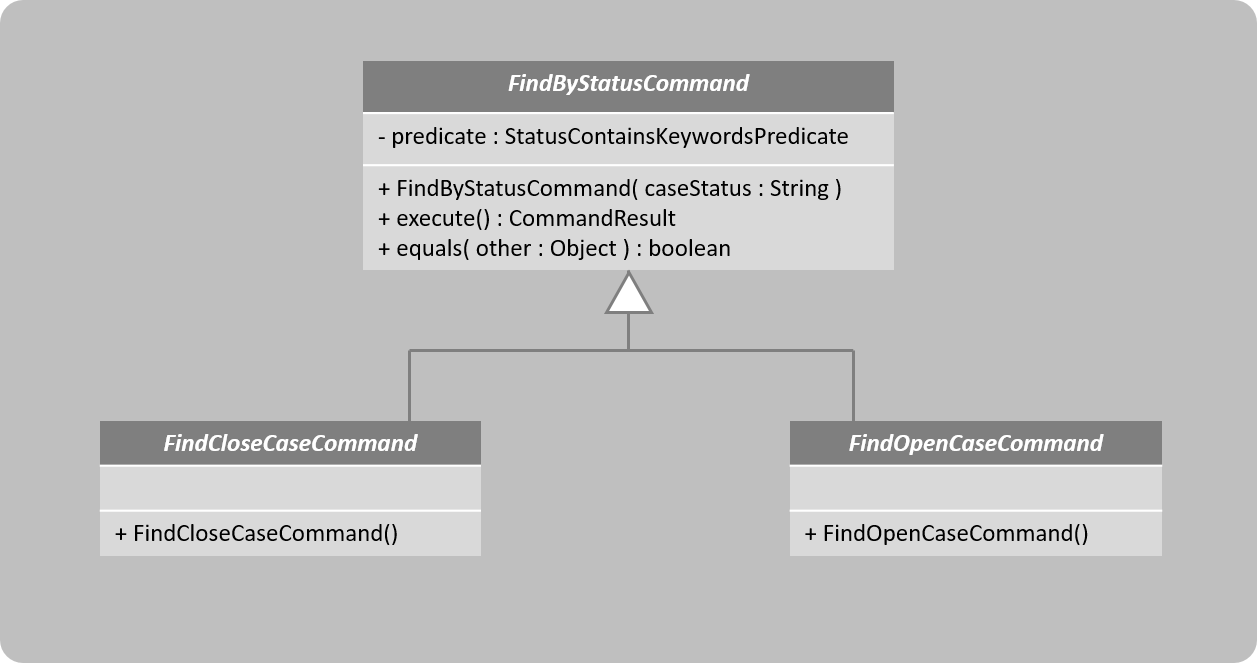 FindByStatusCommand
- predicate : StatusContainsKeywordsPredicate
+ FindByStatusCommand( caseStatus : String )
+ execute() : CommandResult
+ equals( other : Object ) : boolean
FindCloseCaseCommand
+ FindCloseCaseCommand()
FindOpenCaseCommand
+ FindOpenCaseCommand()